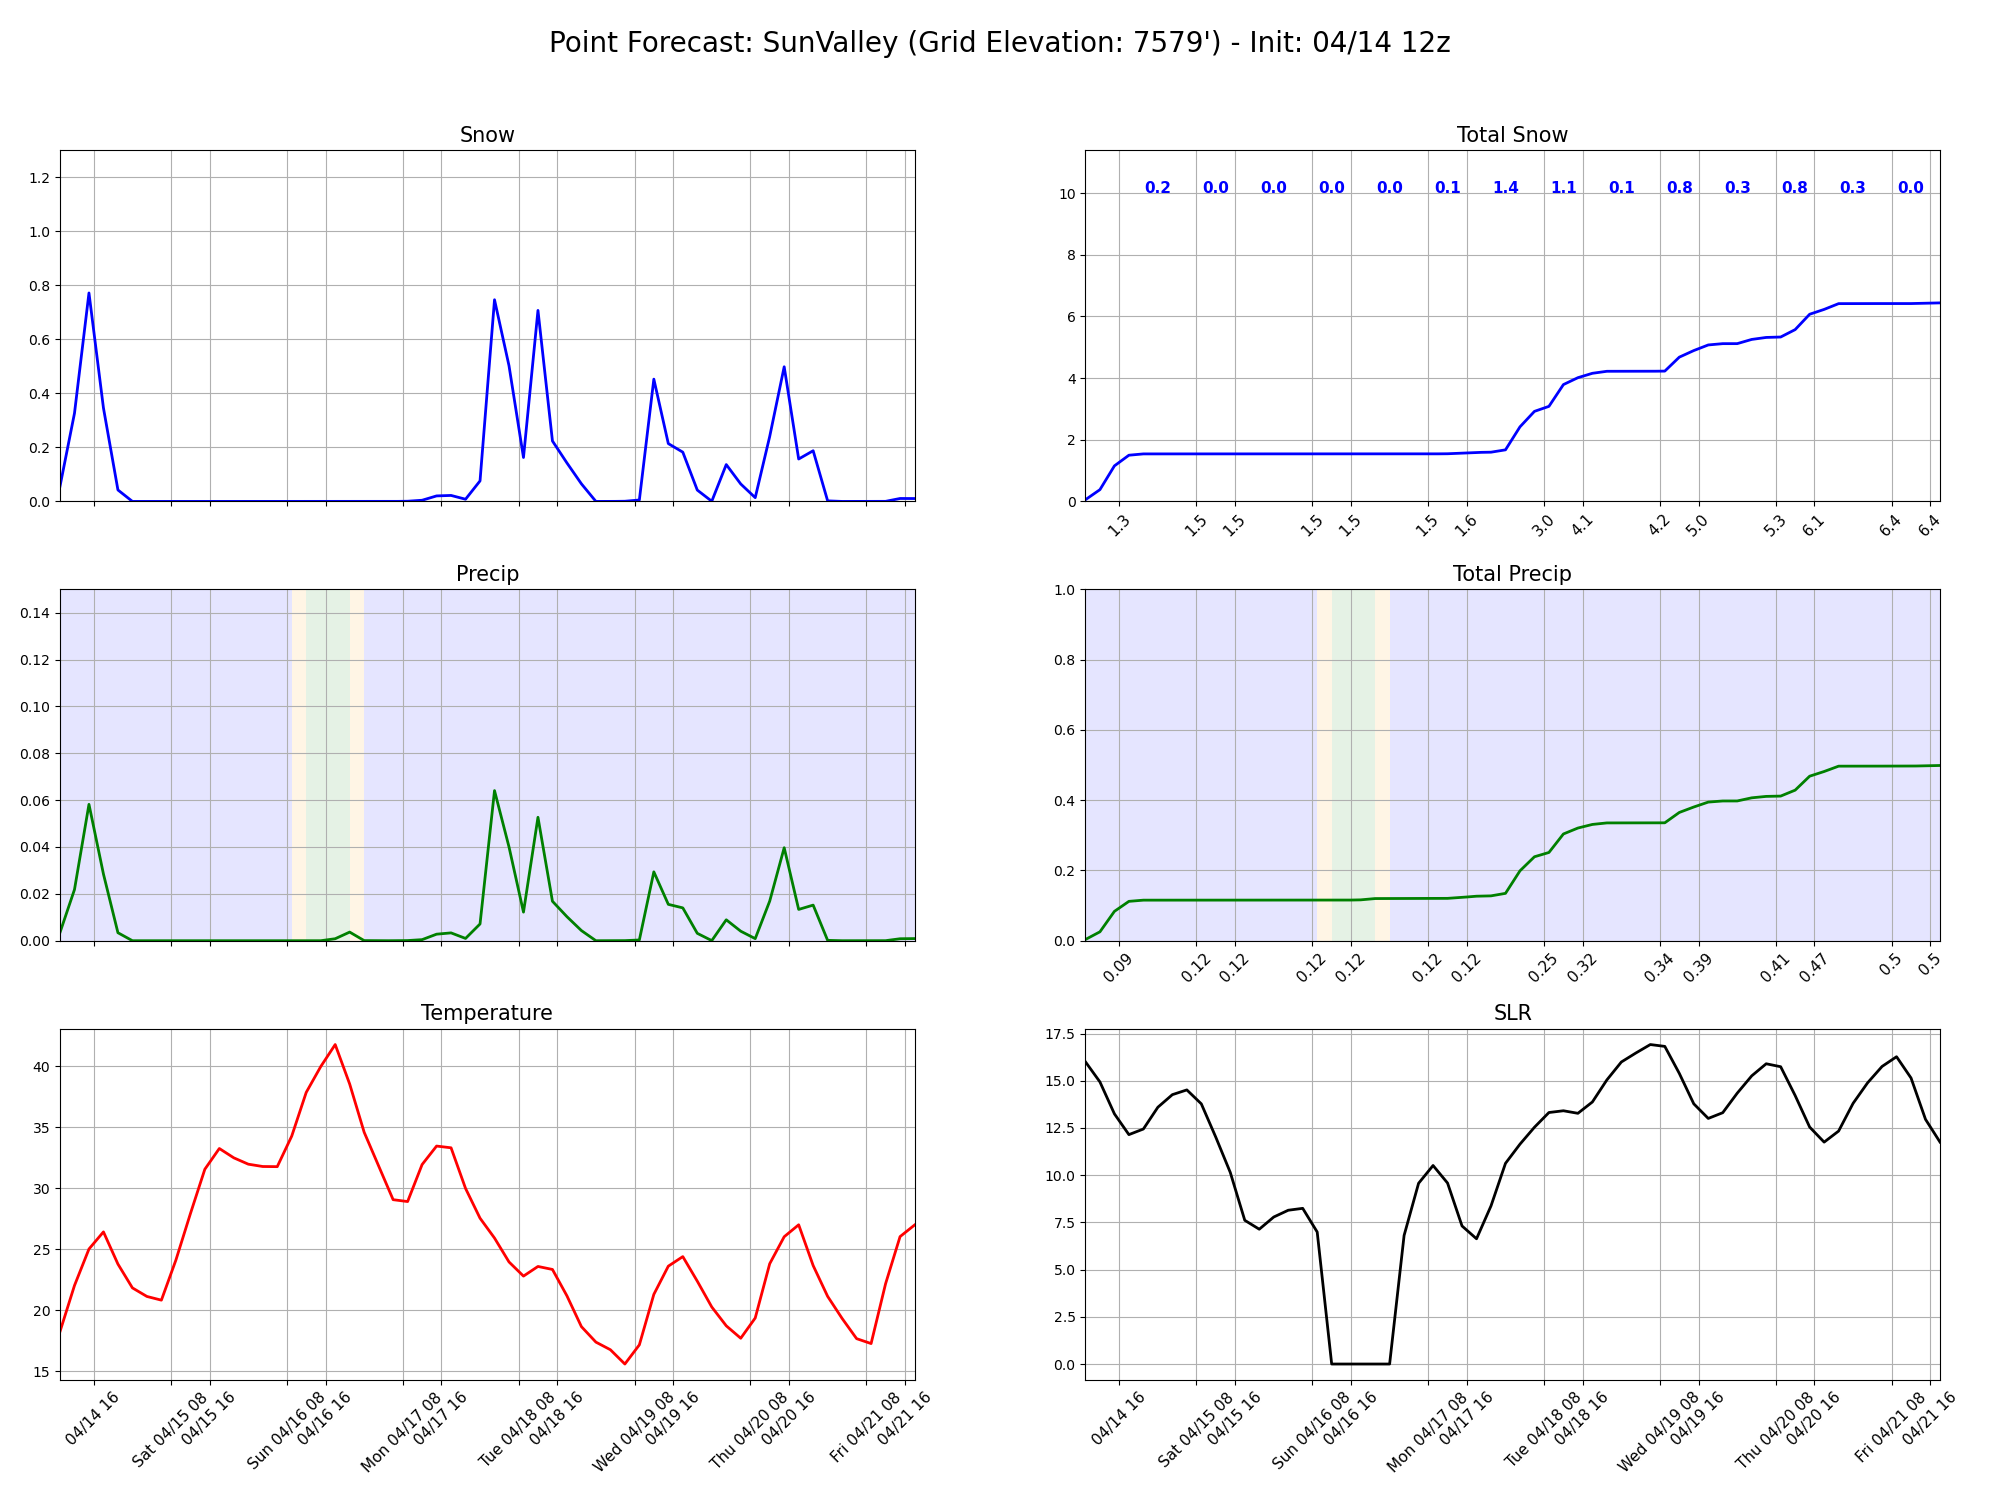 Point Forecast: SunValley (Grid Elevation: 7579') - Init: 04/14 12z
Snow
1.2
1.0
0.8
0.6
0.4
0.2
0.0
Total Snow
0.2 0.0 0.0 0.0 0.0 0.1 1.4 1.1 0.1 0.8 0.3 0.8 0.3 0.0
10
8
6
4
2
0
1.3 1.5 1.5 1.5 1.5 1.5 1.6 3.0 4.1 4.2 5.0 5.3 6.1 6.4 6.4
Precip
0.14
0.12
0.10
0.08
0.06
0.04
0.02
0.00
Total Precip
1.0
0.8
0.6
0.4
0.2
0.0
0.09 0.12 0.12 0.12 0.12 0.12 0.12 0.25 0.32 0.34 0.39 0.41 0.47 0.5 0.5
Temperature
40
35
30
25
20
15
04/14 16
Sat 04/15 08
04/15 16
Sun 04/16 08
04/16 16
Mon 04/17 08
04/17 16
Tue 04/18 08
04/18 16
Wed 04/19 08
04/19 16
Thu 04/20 08
04/20 16
Fri 04/21 08
04/21 16
SLR
17.5
15.0
12.5
10.0
7.5
5.0
2.5
0.0
04/14 16
Sat 04/15 08
04/15 16
Sun 04/16 08
04/16 16
Mon 04/17 08
04/17 16
Tue 04/18 08
04/18 16
Wed 04/19 08
04/19 16
Thu 04/20 08
04/20 16
Fri 04/21 08
04/21 16